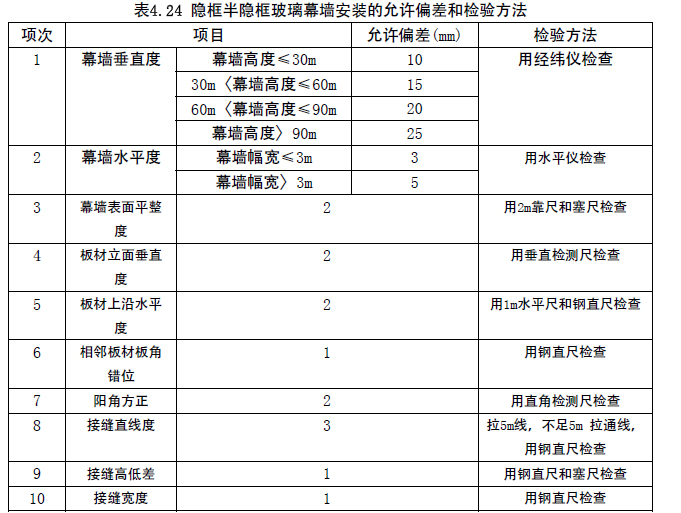 表4.24 隐框半隐框玻璃幕墙安装的允许偏差和检验方法
项次 项目 允许偏差(mm) 检验方法
1 幕墙垂直度 幕墙高度≤30m 10 用经纬仪检查
30m〈幕墙高度≤60m 15
60m〈幕墙高度≤90m 20
幕墙高度〉90m 25
2 幕墙水平度 幕墙幅宽≤3m 3 用水平仪检查
幕墙幅宽〉3m 5
3 幕墙表面平整 2 用2m靠尺和塞尺检查
度
4 板材立面垂直 2 用垂直检测尺检查
度
5 板材上沿水平 2 用1m水平尺和钢直尺检查
度
6 相邻板材板角 1 用钢直尺检查
错位
7 阳角方正 2 用直角检测尺检查
8 接缝直线度 3 拉5m线，不足5m 拉通线，
用钢直尺检查
9 接缝高低差 1 用钢直尺和塞尺检查
10 接缝宽度 1 用钢直尺检查